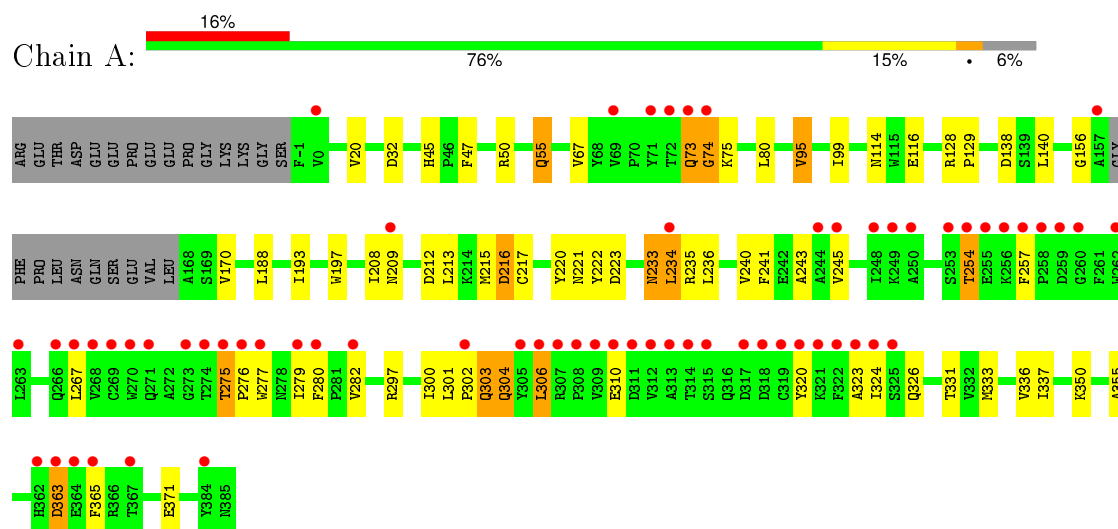 16%
Chain A:
76% 15% • 6%
ARG GLU THR ASP GLU GLU PRO GLU GLU PRO GLY LYS LYS GLY SER F-1 V0 V20 D32 H45 P46 F47 R50 Q55 V67 Y68 V69 P70 Y71 T72 Q73 G74 K75 L80 V95 I99 N114 W115 E116 R128 P129 D138 S139 L140 G156 A157 GLY
PHE PRO LEU ASN GLN SER GLU VAL LEU A168 S169 V170 L188 I193 W197 I208 N209 D212 L213 K214 M215 D216 C217 Y220 N221 Y222 D223 N233 L234 R235 L236 V240 F241 E242 A243 A244 V245 I248 K249 A250 S253 T254 E255 K256 F257 P258 D259 G260 F261 W262
L263 Q266 L267 V268 C269 W270 Q271 A272 G273 T274 T275 P276 W277 N278 I279 F280 P281 V282 R297 I300 L301 P302 Q303 Q304 Y305 L306 R307 P308 V309 E310 D311 V312 A313 T314 S315 Q316 D317 D318 C319 Y320 K321 F322 A323 I324 S325 Q326 T331 V332 M333 V336 I337 K350 A355
H362 D363 E364 F365 R366 T367 E371 Y384 N385